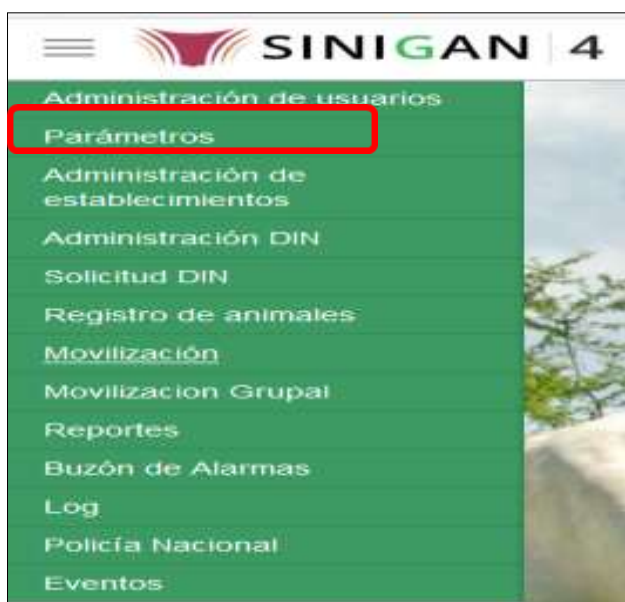 SINIGAN 4
Administración de usuarios
Parámetros
Administración de
establecimientos
Administración DIN
Solicitud DIN
Registro de animales
Movilización
Movilizacion Grupal
Reportes
Buzón de Alarmas
Log
Policía Nacional
Eventos